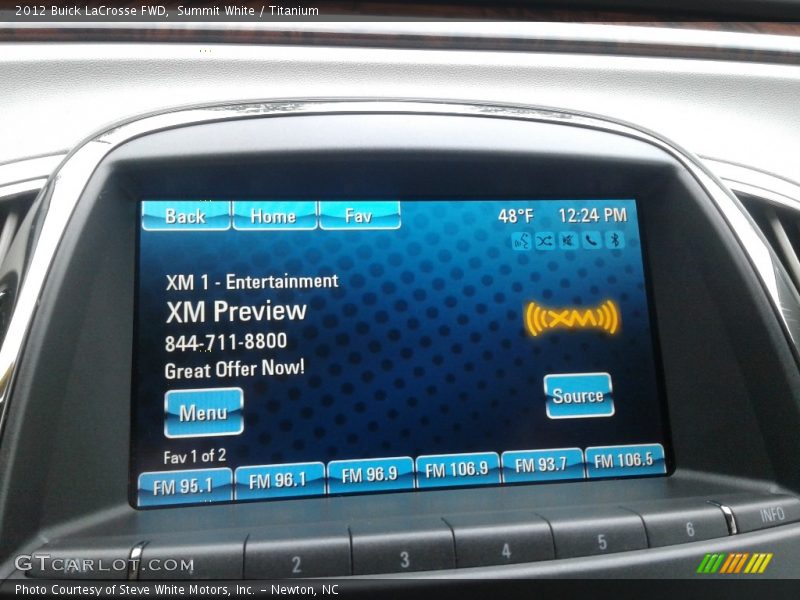 2012 Buick LaCrosse FWD,  Summit White / Titanium
Back Home Fav 48°F 12:24 PM
XM 1 - Entertainment
XM Preview
844-711-8800
Great Offer Now!
((XM))
Menu Source
Fav 1 of 2
FM 95.1 FM 96.1 FM 96.9 FM 106.9 FM 93.7 FM 106.5
2 3 4 5 6 INFO
GTCarlot.com
Photo Courtesy of Steve White Motors, Inc. – Newton, NC